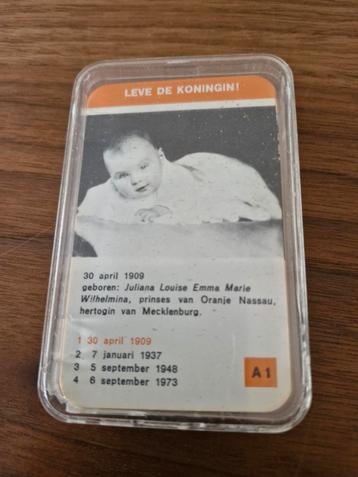 LEVE DE KONINGIN!
30 april 1909
geboren: Juliana Louise Emma Marie
Wilhelmina, prinses van Oranje Nassau,
hertogin van Mecklenburg.
1 30 april 1909
2 7 januari 1937
3 5 september 1948
4 6 september 1973
A1